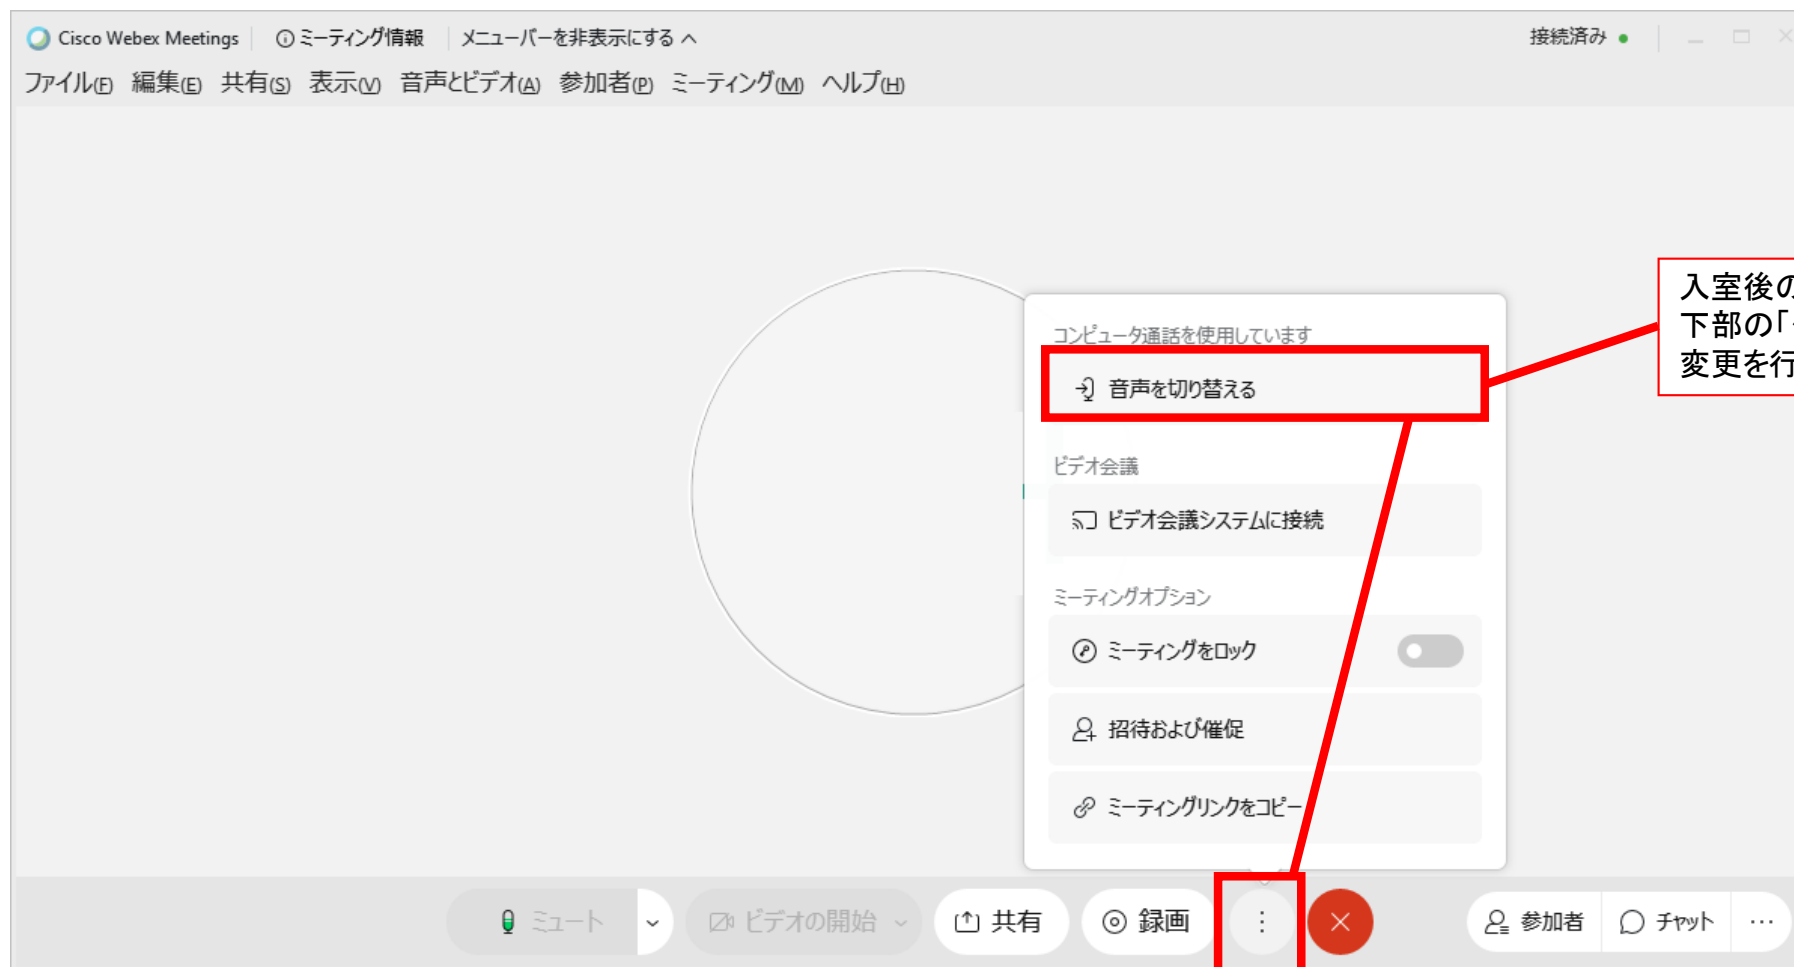 Cisco Webex Meetings ミーティング情報 メニューバーを非表示にする 接続済み
ファイル(F) 編集(E) 共有(S) 表示(V) 音声とビデオ(A) 参加者(P) ミーティング(M) ヘルプ(H)
入室後の
下部の「
変更を行
コンピュータ通話を使用しています
音声を切り替える
ビデオ会議
ビデオ会議システムに接続
ミーティングオプション
ミーティングをロック
招待および催促
ミーティングリンクをコピー
ミュート ビデオの開始 共有 録画 参加者 チャット